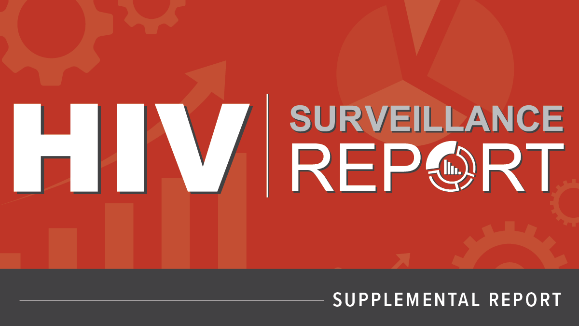 HIV
SURVEILLANCE
REPORT
SUPPLEMENTAL REPORT